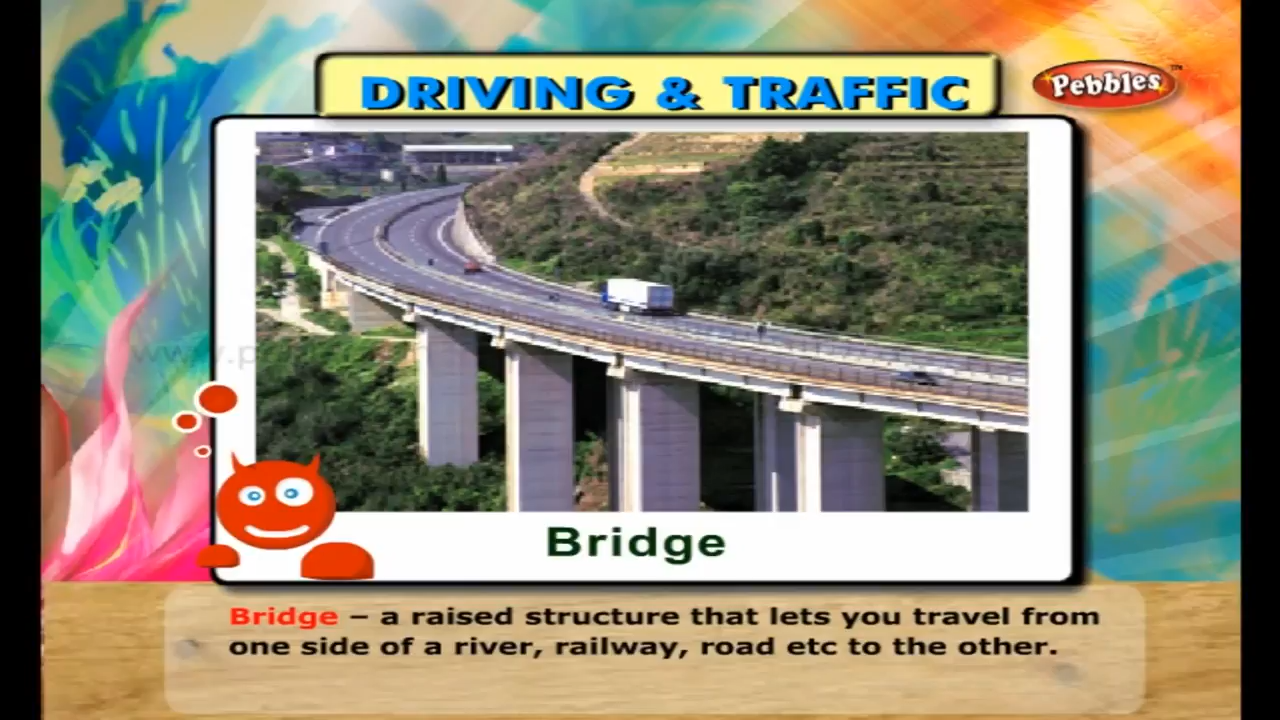 DRIVING & TRAFFIC
Pebbles™
Bridge
Bridge – a raised structure that lets you travel from
one side of a river, railway, road etc to the other.